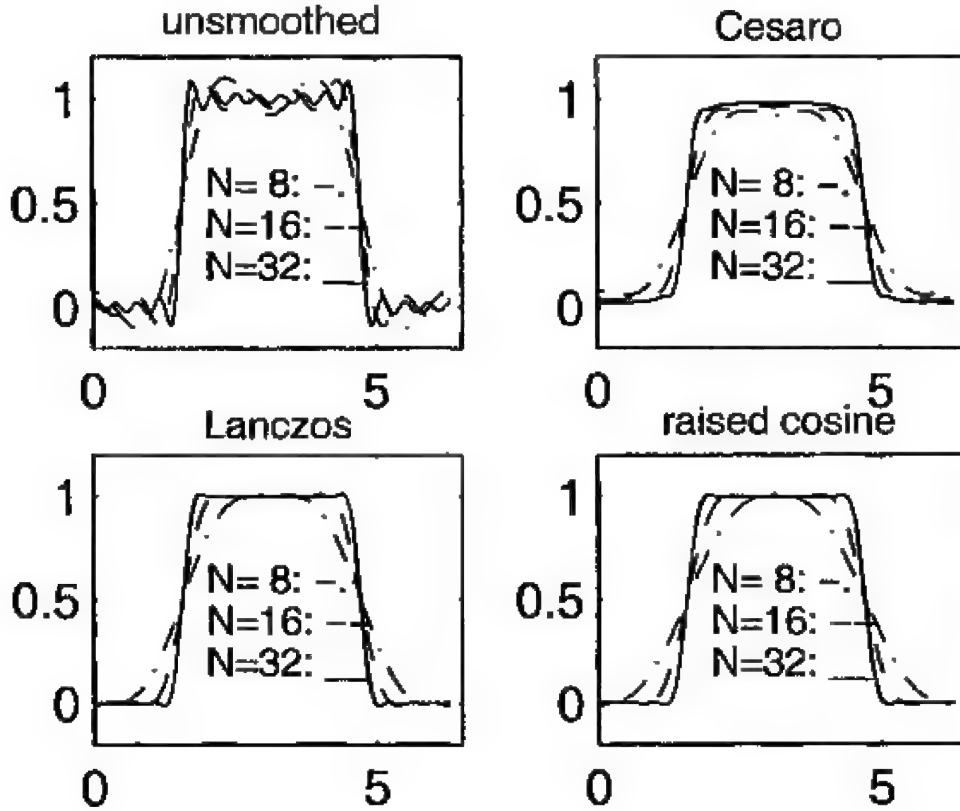 unsmoothed
1
0.5
0
N= 8:
N=16:
N=32:
0
5
Cesaro
1
0.5
0
N= 8:
N=16:
N=32:
0
5
Lanczos
1
0.5
0
N= 8:
N=16:
N=32:
0
5
raised cosine
1
0.5
0
N= 8:
N=16:
N=32:
0
5